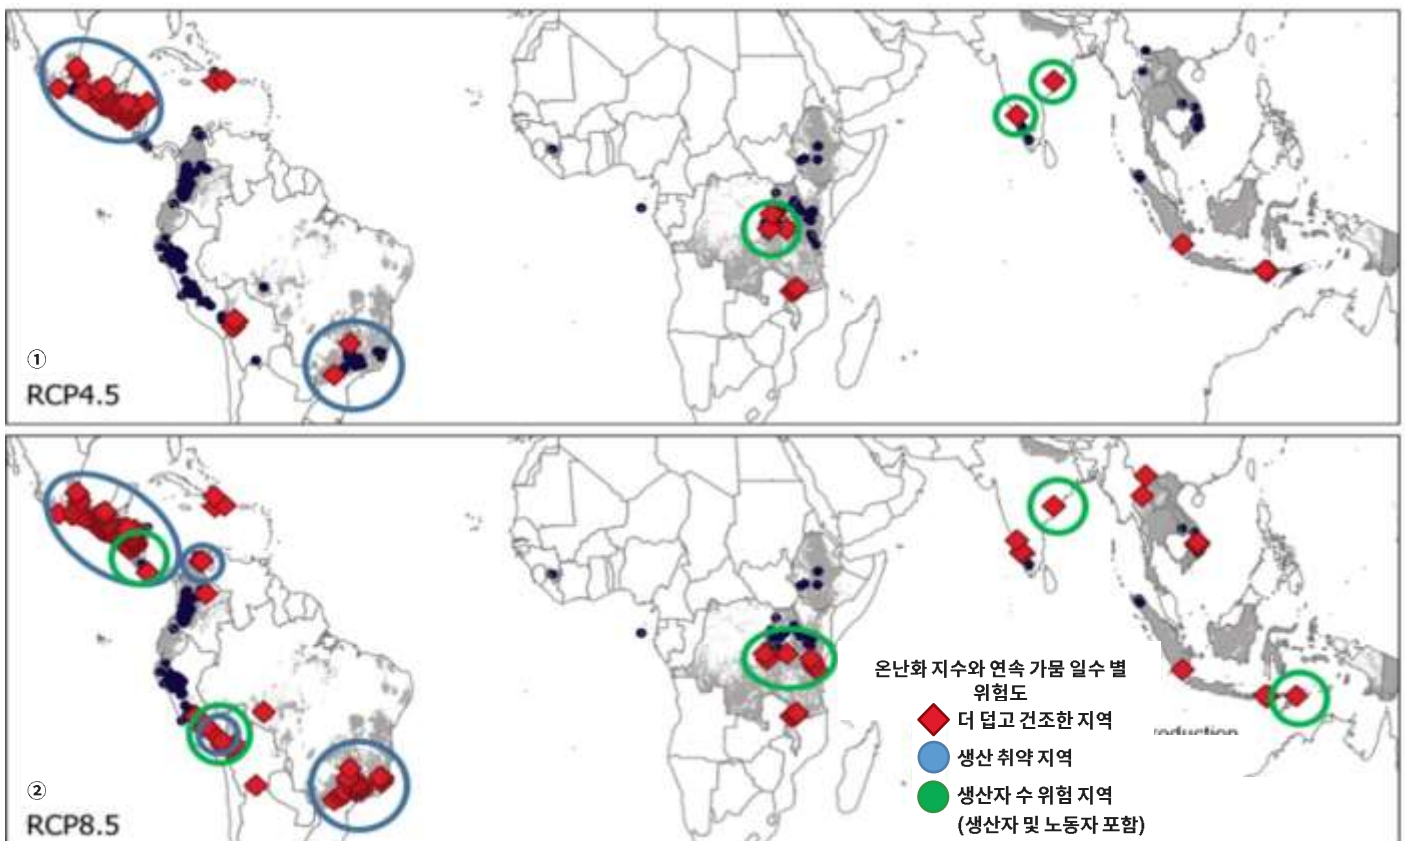 ①
RCP4.5
온난화 지수와 연속 가뭄 일수 별
위험도
더 덥고 건조한 지역
생산 취약 지역
생산자 수 위험 지역
(생산자 및 노동자 포함)
②
RCP8.5